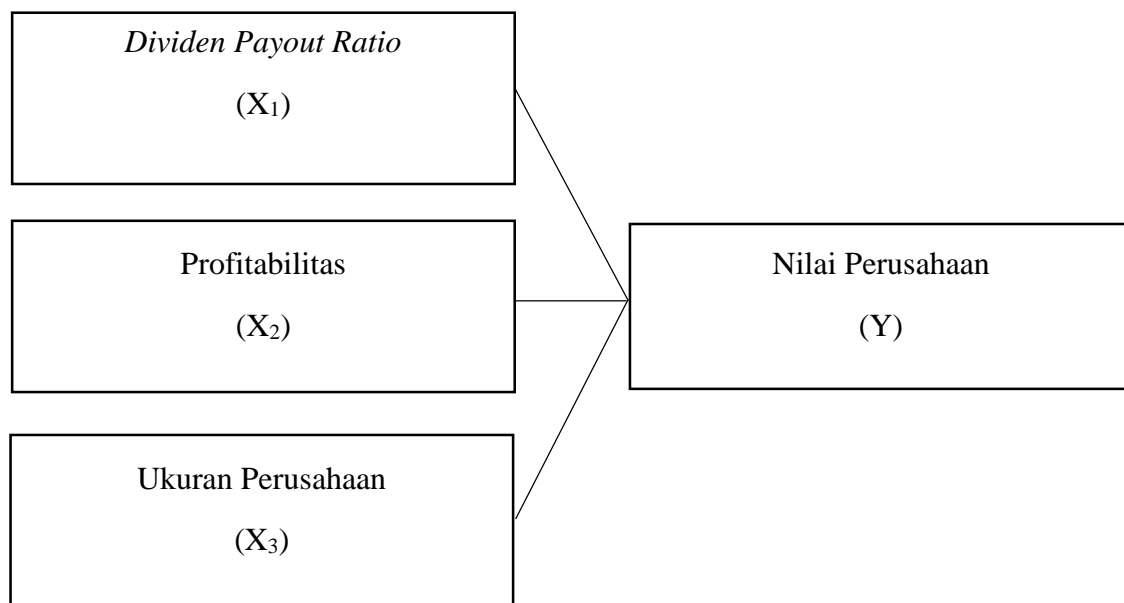 Dividen Payout Ratio
(X₁)
Profitabilitas
(X₂)
Nilai Perusahaan
(Y)
Ukuran Perusahaan
(X₃)